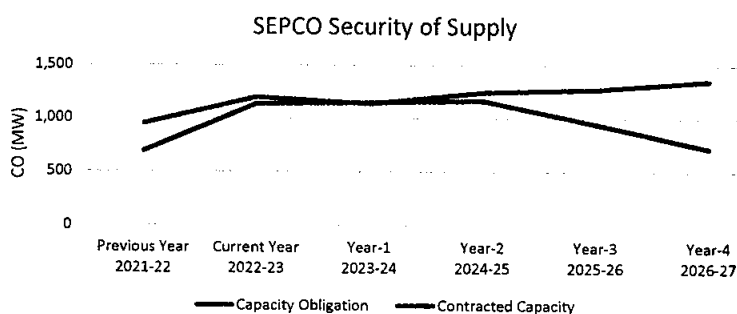 SEPCO Security of Supply
1,500
1,000
500
0
CO (MW)
Previous Year Current Year Year-1 Year-2 Year-3 Year-4
2021-22 2022-23 2023-24 2024-25 2025-26 2026-27
Capacity Obligation Contracted Capacity